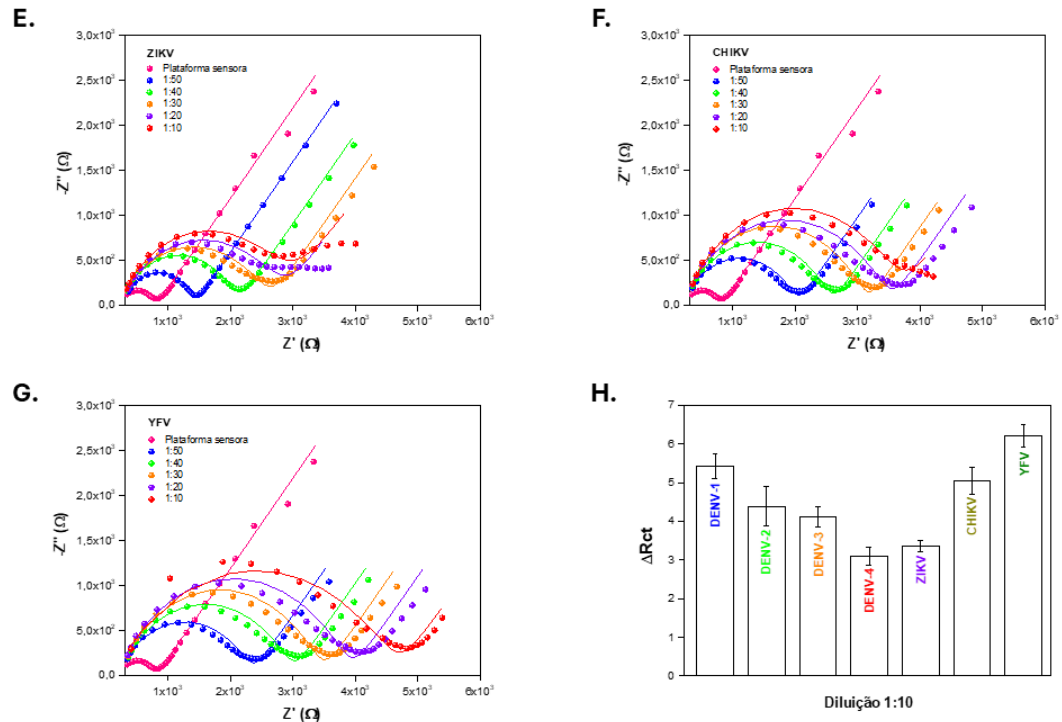 E.
3,0x10³
2,5x10³
2,0x10³
1,5x10³
1,0x10³
5,0x10²
0,0
-Z'' (Ω)
ZIKV
Plataforma sensora
1:50
1:40
1:30
1:20
1:10
1x10³ 2x10³ 3x10³ 4x10³ 5x10³ 6x10³
Z' (Ω)
F.
3,0x10³
2,5x10³
2,0x10³
1,5x10³
1,0x10³
5,0x10²
0,0
-Z'' (Ω)
CHIKV
Plataforma sensora
1:50
1:40
1:30
1:20
1:10
1x10³ 2x10³ 3x10³ 4x10³ 5x10³ 6x10³
Z' (Ω)
G.
3,0x10³
2,5x10³
2,0x10³
1,5x10³
1,0x10³
5,0x10²
0,0
-Z'' (Ω)
YFV
Plataforma sensora
1:50
1:40
1:30
1:20
1:10
1x10³ 2x10³ 3x10³ 4x10³ 5x10³ 6x10³
Z' (Ω)
H.
7
6
5
4
3
2
1
0
ΔRct
DENV-1
DENV-2
DENV-3
DENV-4
ZIKV
CHIKV
YFV
Diluição 1:10